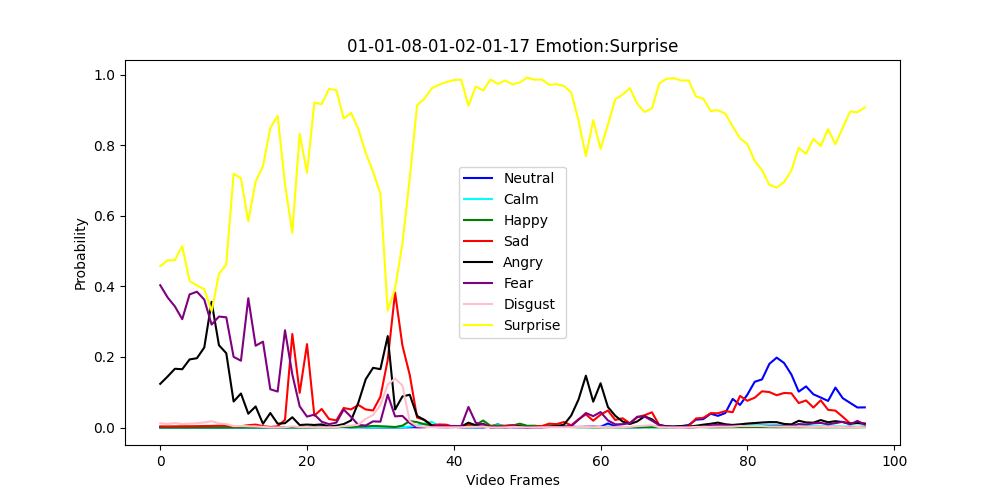 01-01-08-01-02-01-17 Emotion:Surprise
1.0
0.8
0.6
0.4
0.2
0.0
Probability
Neutral
Calm
Happy
Sad
Angry
Fear
Disgust
Surprise
0 20 40 60 80 100
Video Frames